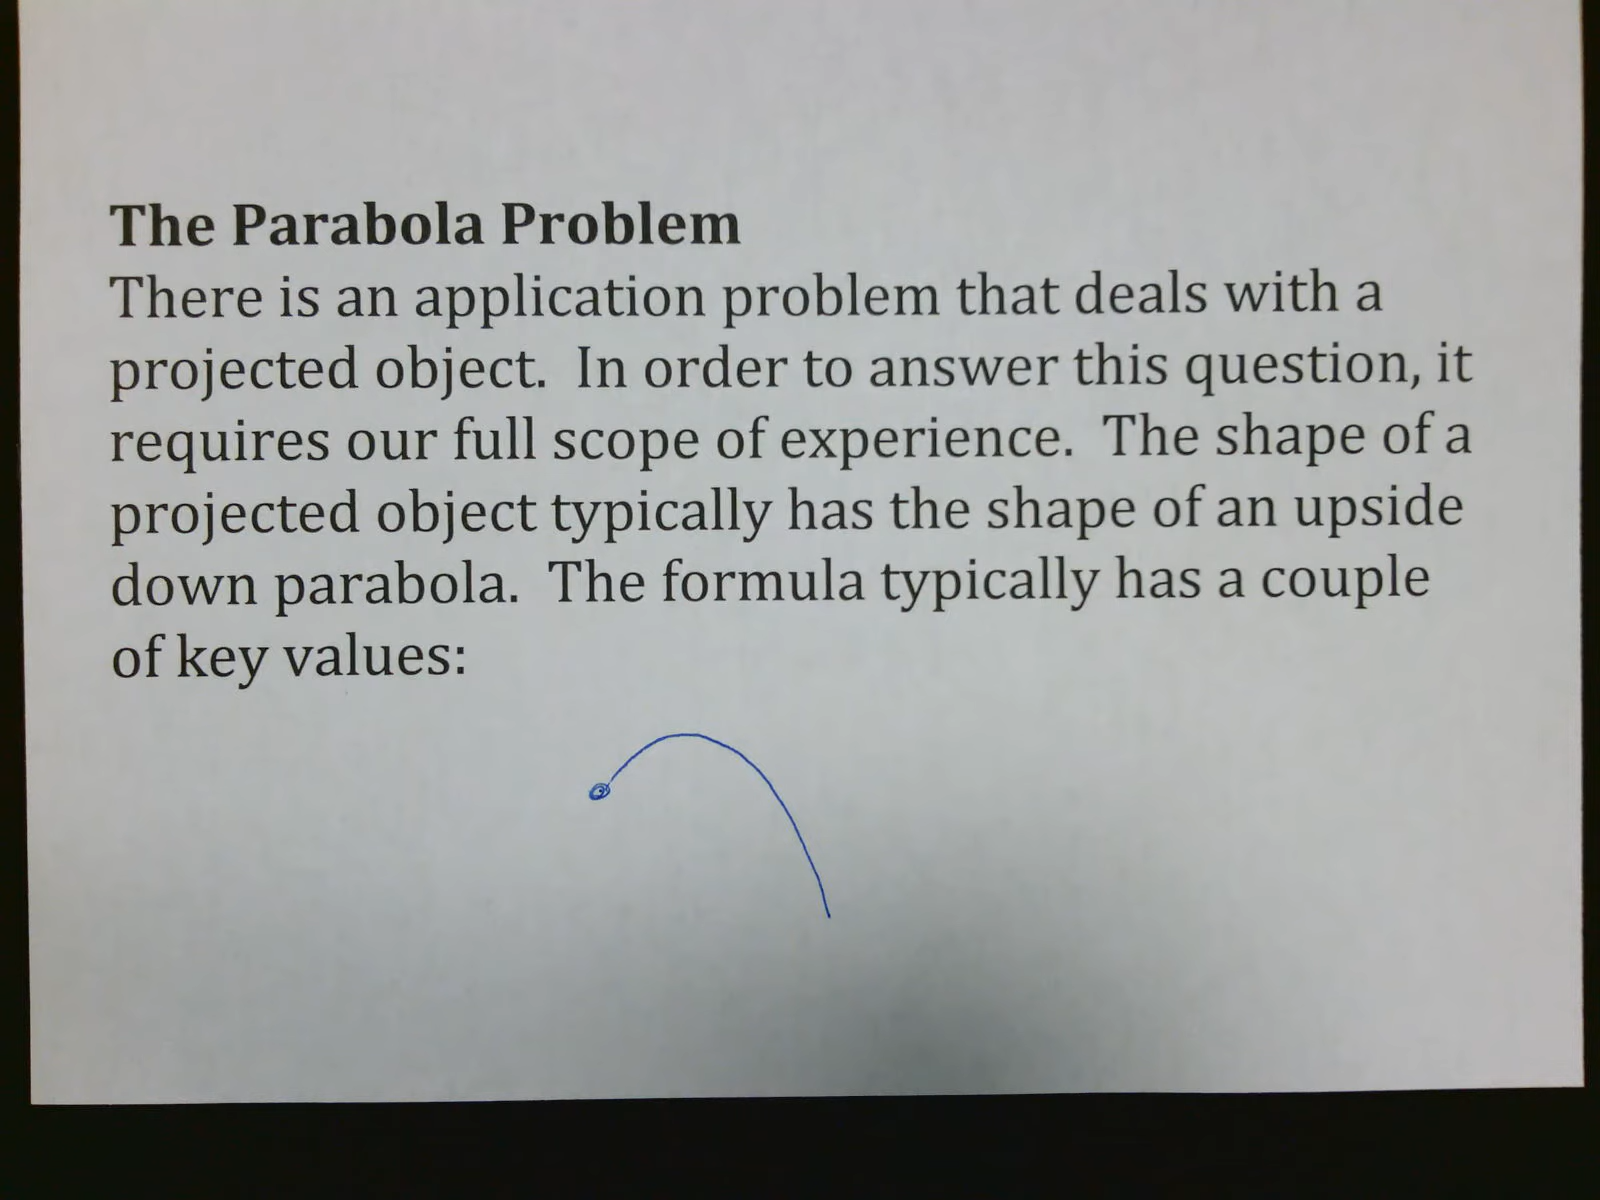 The Parabola Problem
There is an application problem that deals with a
projected object.  In order to answer this question, it
requires our full scope of experience.  The shape of a
projected object typically has the shape of an upside
down parabola.  The formula typically has a couple
of key values: